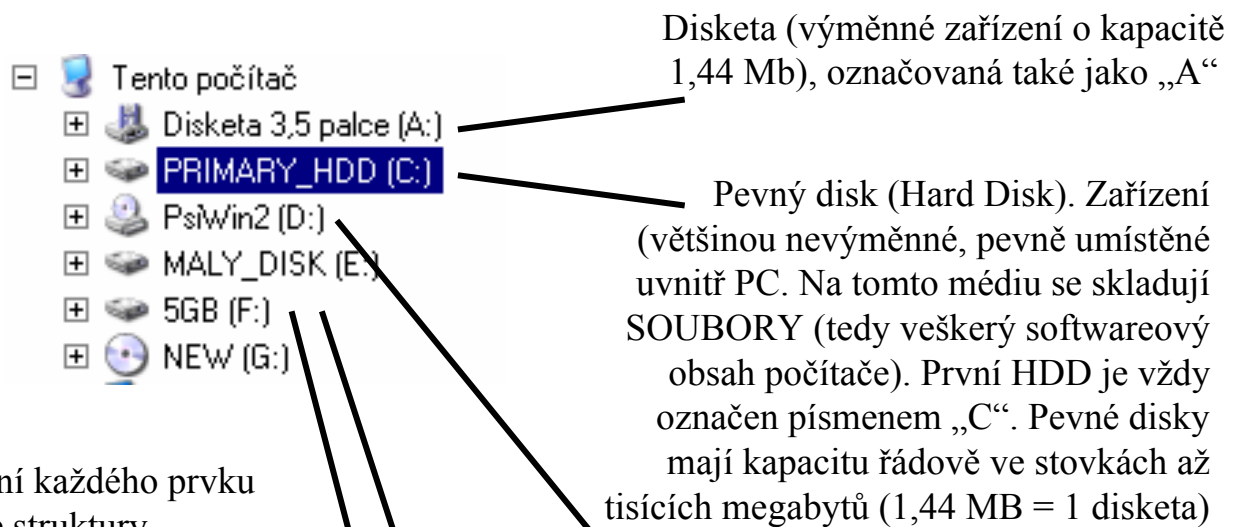 Disketa (výměnné zařízení o kapacitě
1,44 Mb), označovaná také jako „A“
Tento počítač
Disketa 3,5 palce (A:)
PRIMARY_HDD (C:)
PsiWin2 (D:)
MALY_DISK (E:)
5GB (F:)
NEW (G:)
Pevný disk (Hard Disk). Zařízení
(většinou nevýměnné, pevně umístěné
uvnitř PC. Na tomto médiu se skladují
SOUBORY (tedy veškerý softwareový
obsah počítače). První HDD je vždy
označen písmenem „C“. Pevné disky
mají kapacitu řádově ve stovkách až
tisících megabytů (1,44 MB = 1 disketa)
ní každého prvku
struktury